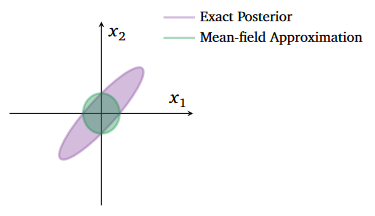 Exact Posterior
Mean-field Approximation
x₂
x₁